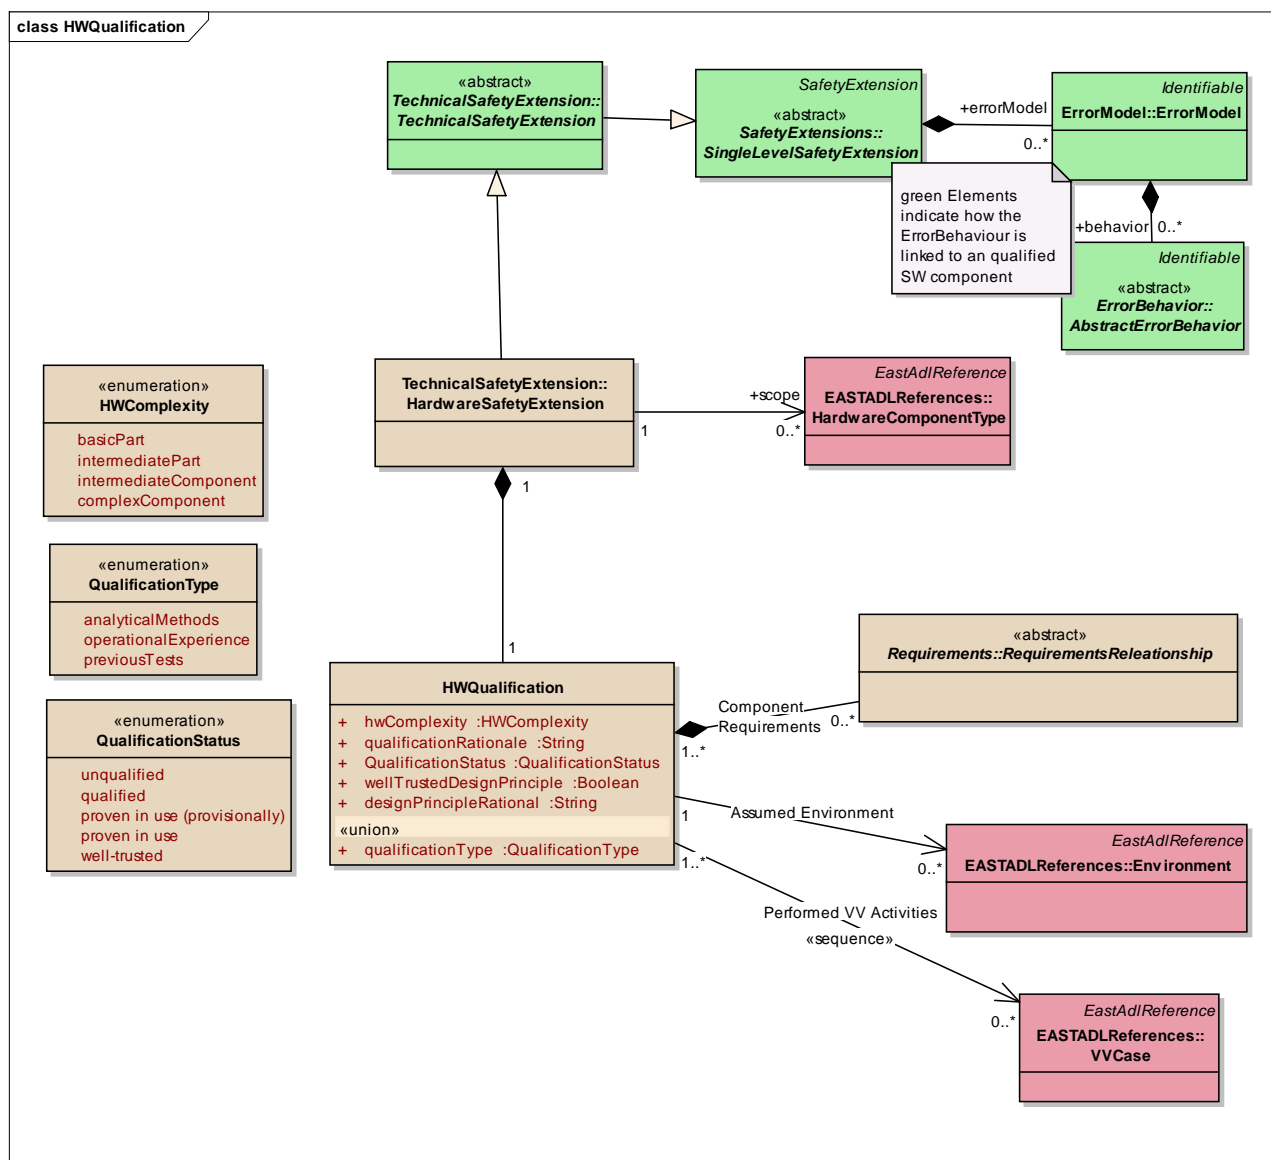 class HWQualification
«abstract»
TechnicalSafetyExtension::
TechnicalSafetyExtension
SafetyExtension
«abstract»
SafetyExtensions::
SingleLevelSafetyExtension
+errorModel
0..*
Identifiable
ErrorModel::ErrorModel
green Elements
indicate how the
ErrorBehaviour is
linked to an qualified
SW component
+behavior 0..*
Identifiable
«abstract»
ErrorBehavior::
AbstractErrorBehavior
«enumeration»
HWComplexity
basicPart
intermediatePart
intermediateComponent
complexComponent
TechnicalSafetyExtension::
HardwareSafetyExtension
+scope
1
0..*
EastAdlReference
EASTADLReferences::
HardwareComponentType
1
«enumeration»
QualificationType
analyticalMethods
operationalExperience
previousTests
1
«enumeration»
QualificationStatus
unqualified
qualified
proven in use (provisionally)
proven in use
well-trusted
HWQualification
+ hwComplexity :HWComplexity
+ qualificationRationale :String
+ QualificationStatus :QualificationStatus
+ wellTrustedDesignPrinciple :Boolean
+ designPrincipleRational :String
«union»
+ qualificationType :QualificationType
Component
Requirements
1..*
0..*
«abstract»
Requirements::RequirementsReleationship
1
Assumed Environment
0..*
EastAdlReference
EASTADLReferences::Environment
1..*
Performed VV Activities
«sequence»
0..*
EastAdlReference
EASTADLReferences::
VVCase